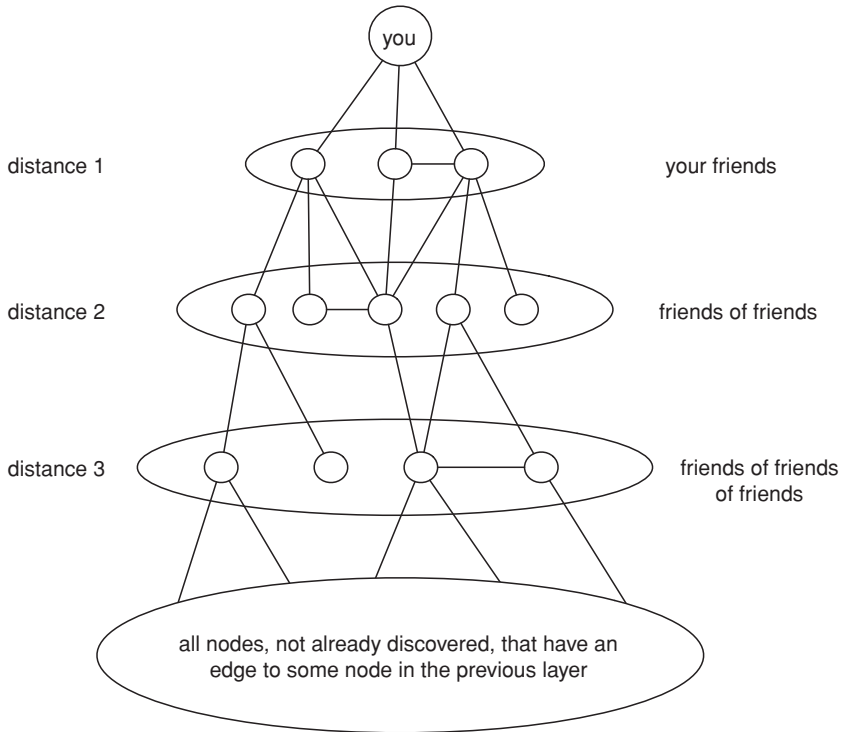 you
distance 1
your friends
distance 2
friends of friends
distance 3
friends of friends
of friends
all nodes, not already discovered, that have an
edge to some node in the previous layer